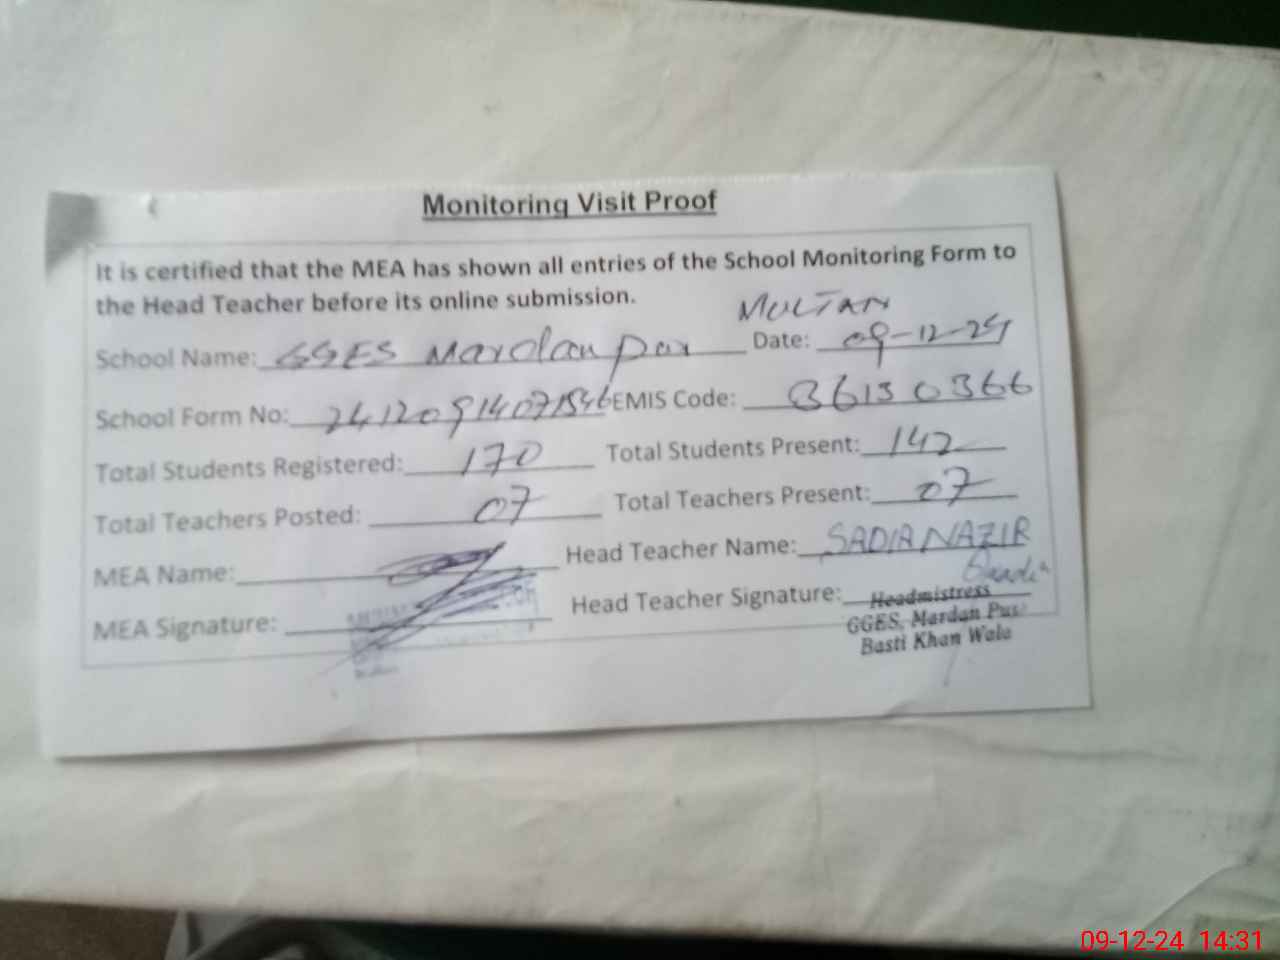 Monitoring Visit Proof
It is certified that the MEA has shown all entries of the School Monitoring Form to
the Head Teacher before its online submission.
MULTAN
School Name: GGES Mardan pur Date: 09-12-24
School Form No: 24120914071546 EMIS Code: 36130366
Total Students Registered: 170 Total Students Present: 142
Total Teachers Posted: 07 Total Teachers Present: 07
MEA Name: Head Teacher Name: SADIA NAZIR
MEA Signature: Head Teacher Signature: Sadia
Headmistress
GGES, Mardan Pur
Basti Khan Wala
09-12-24 14:31